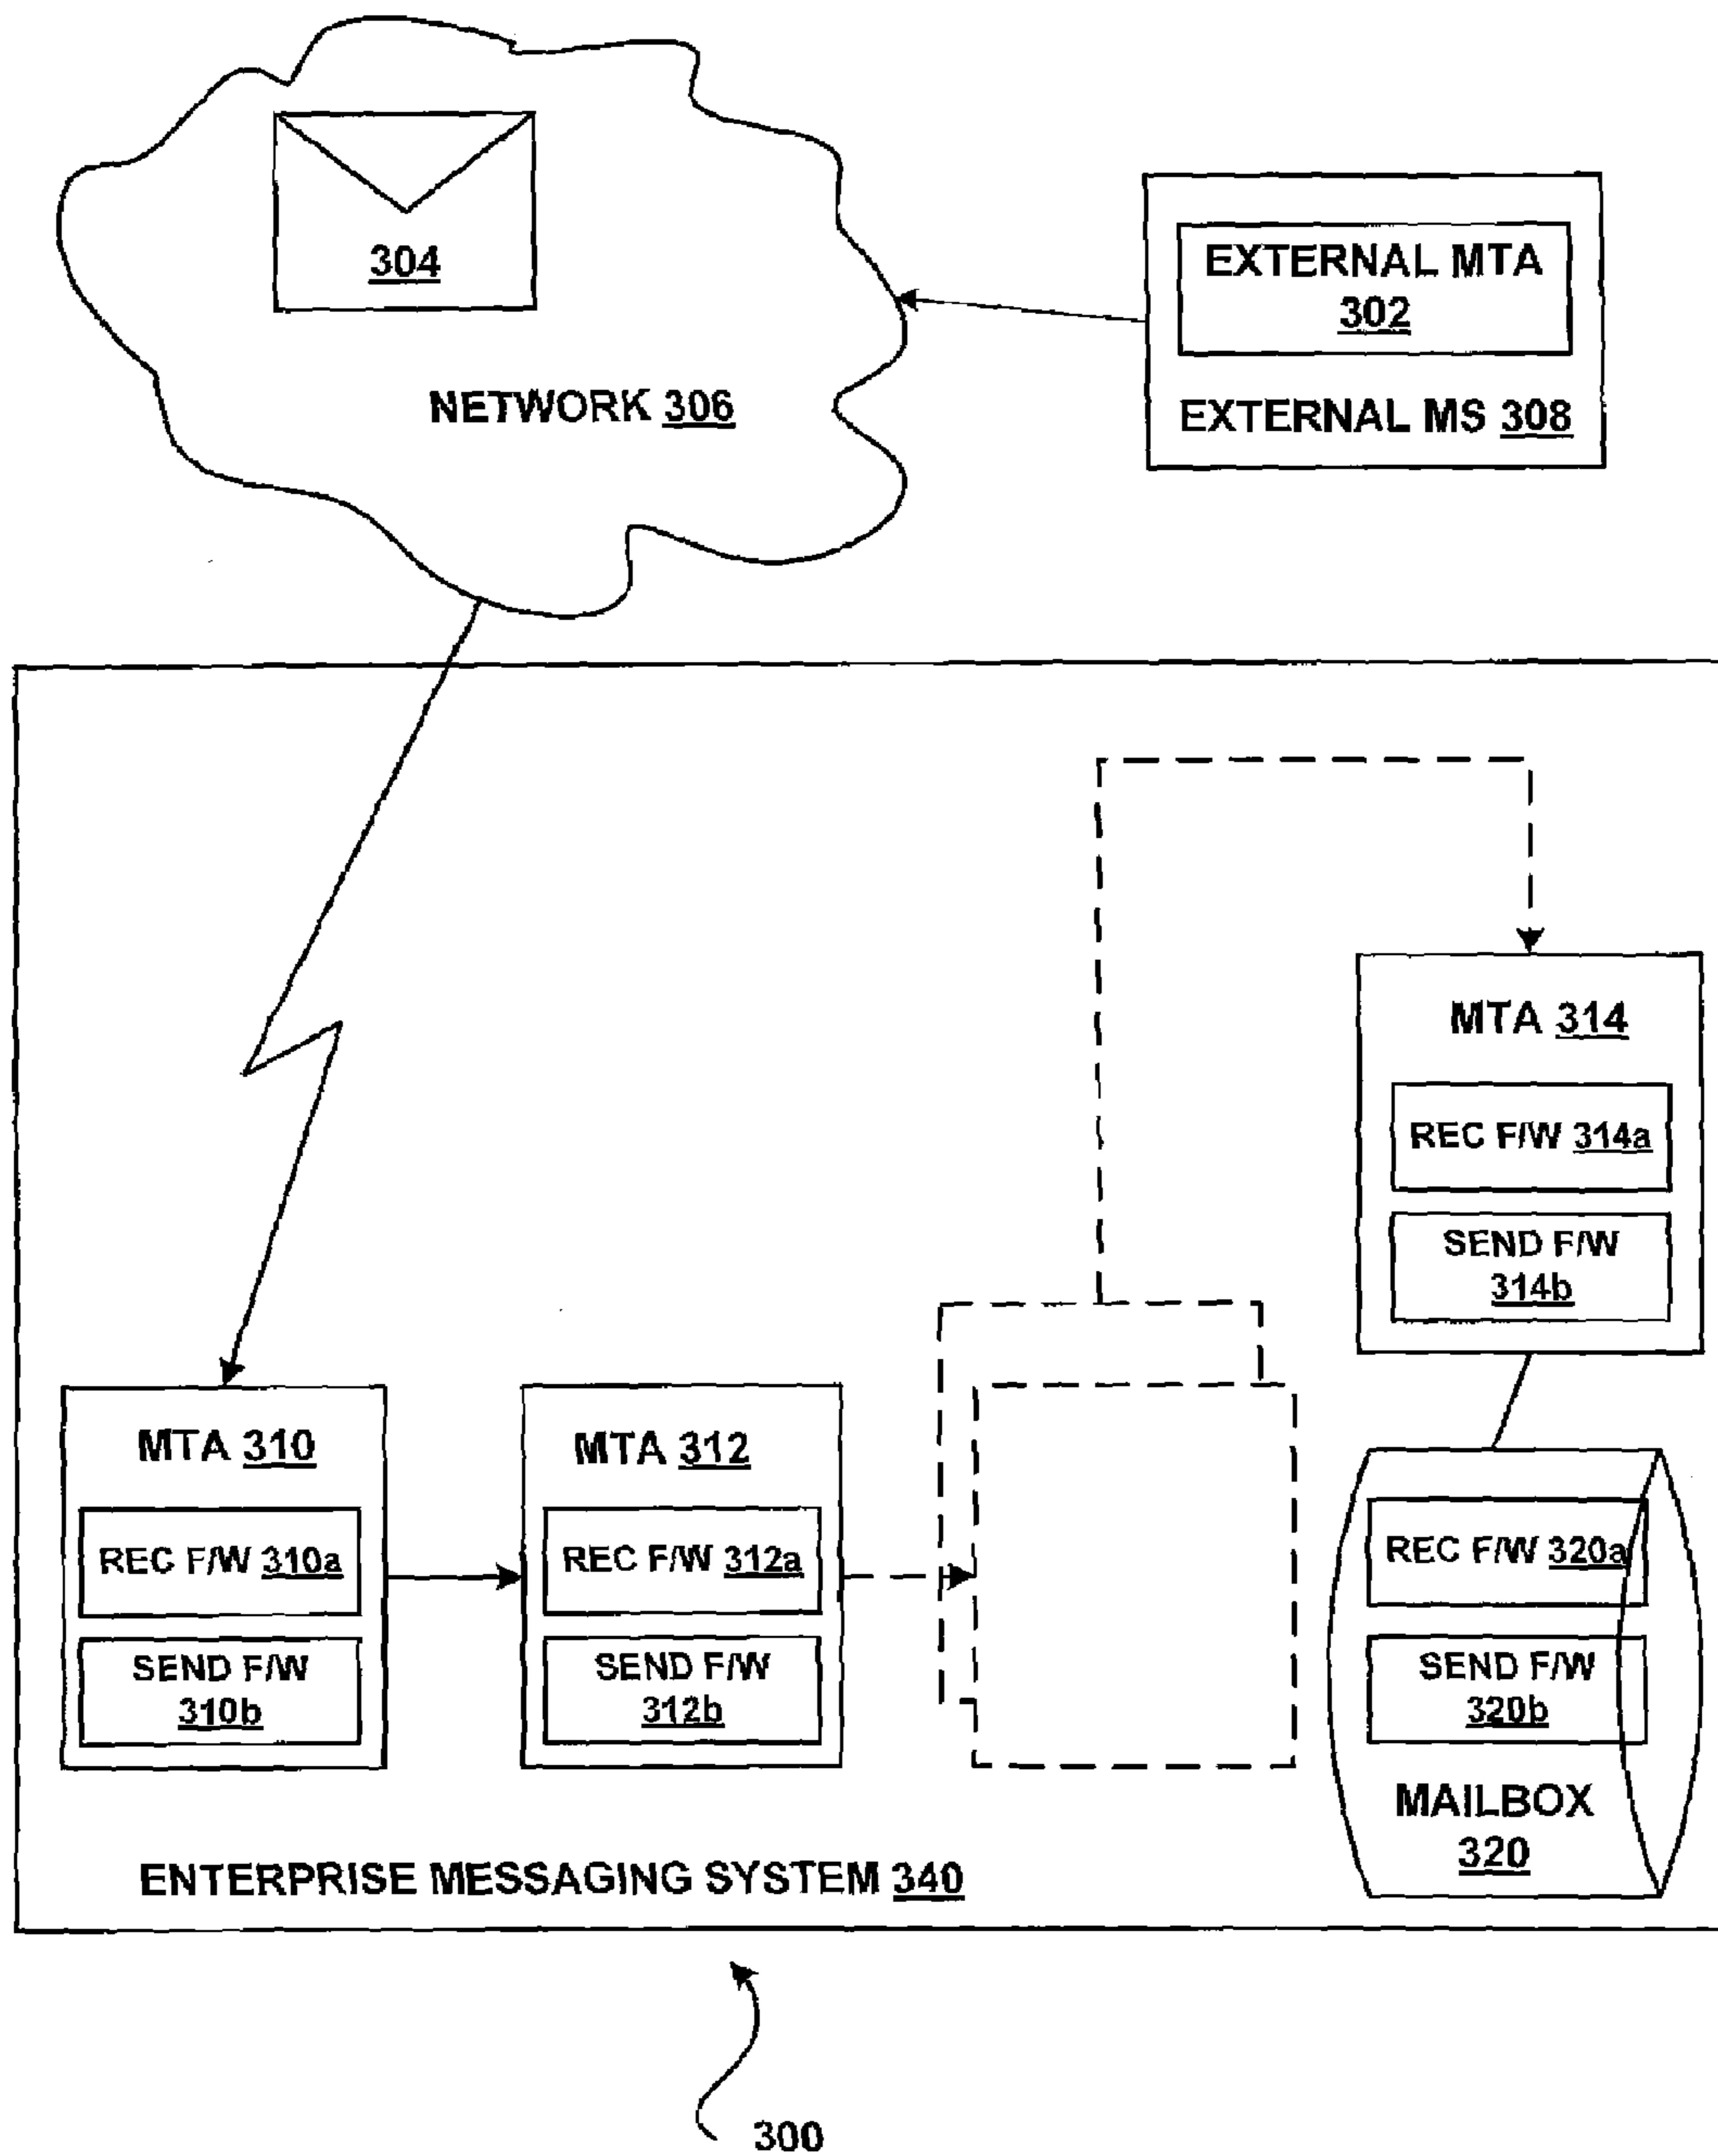 304
NETWORK 306
EXTERNAL MTA
302
EXTERNAL MS 308
MTA 314
REC F/W 314a
SEND F/W
314b
MTA 310
REC F/W 310a
SEND F/W
310b
MTA 312
REC F/W 312a
SEND F/W
312b
REC F/W 320a
SEND F/W
320b
MAILBOX
320
ENTERPRISE MESSAGING SYSTEM 340
300